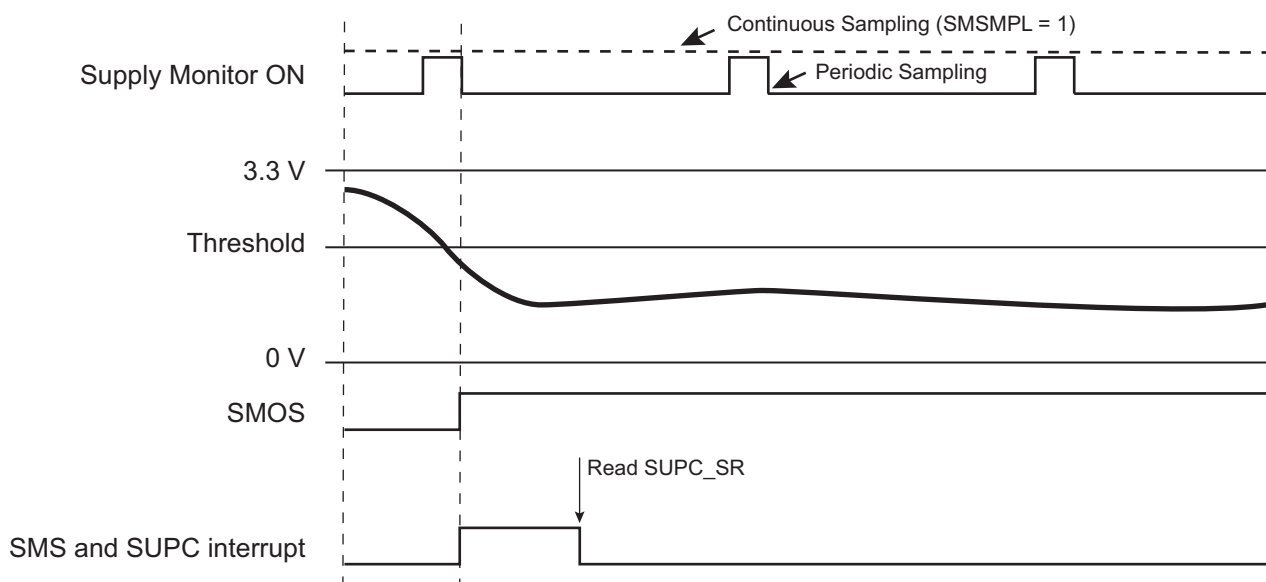 Continuous Sampling (SMSMPL = 1)
Supply Monitor ON
Periodic Sampling
3.3 V
Threshold
0 V
SMOS
Read SUPC_SR
SMS and SUPC interrupt